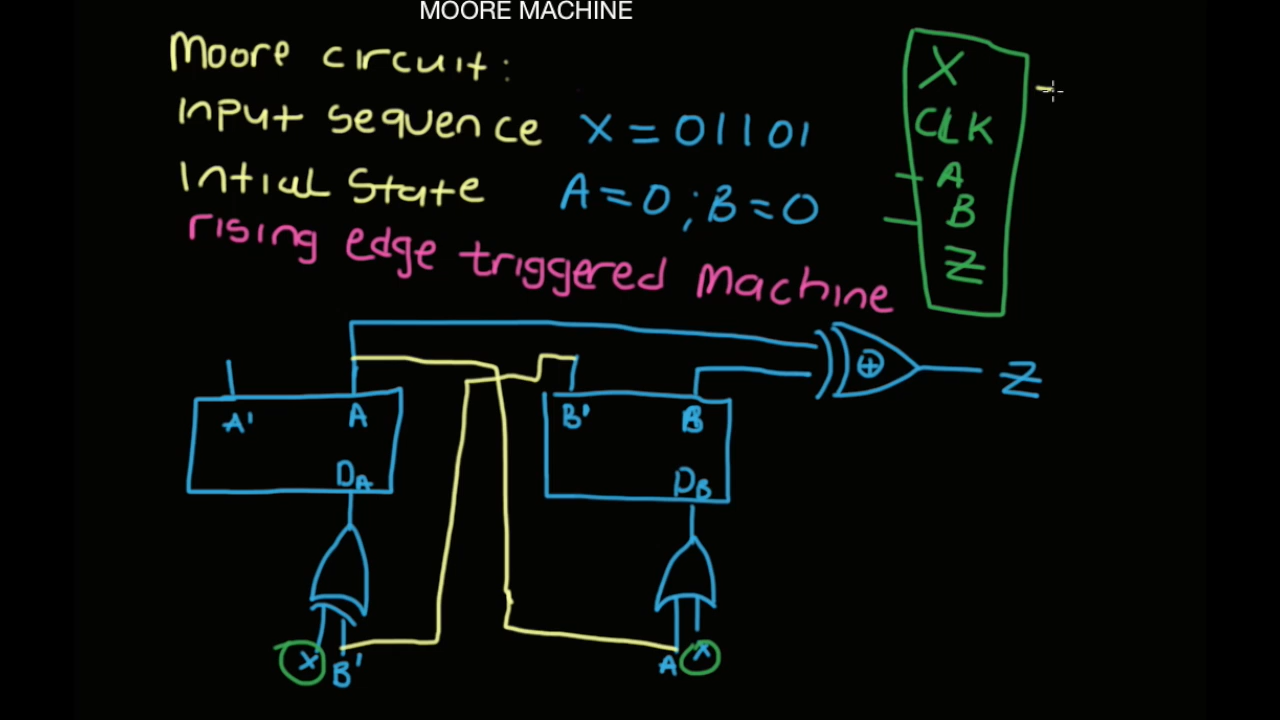 MOORE MACHINE
Moore circuit:
Input sequence X = 01101
Intial State A=0;B=0
rising edge triggered Machine
X
CLK
A
B
Z
⊕ Z
A' A B' B
DA DB
X B' A X